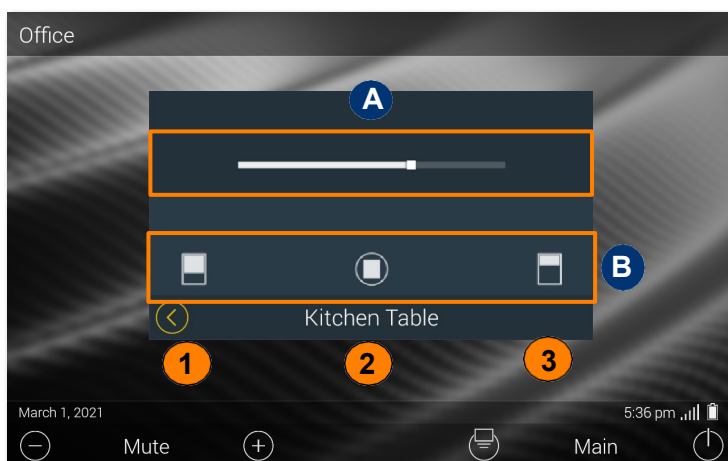 Office
A
B
Kitchen Table
1 2 3
March 1, 2021 5:36 pm
Mute Main